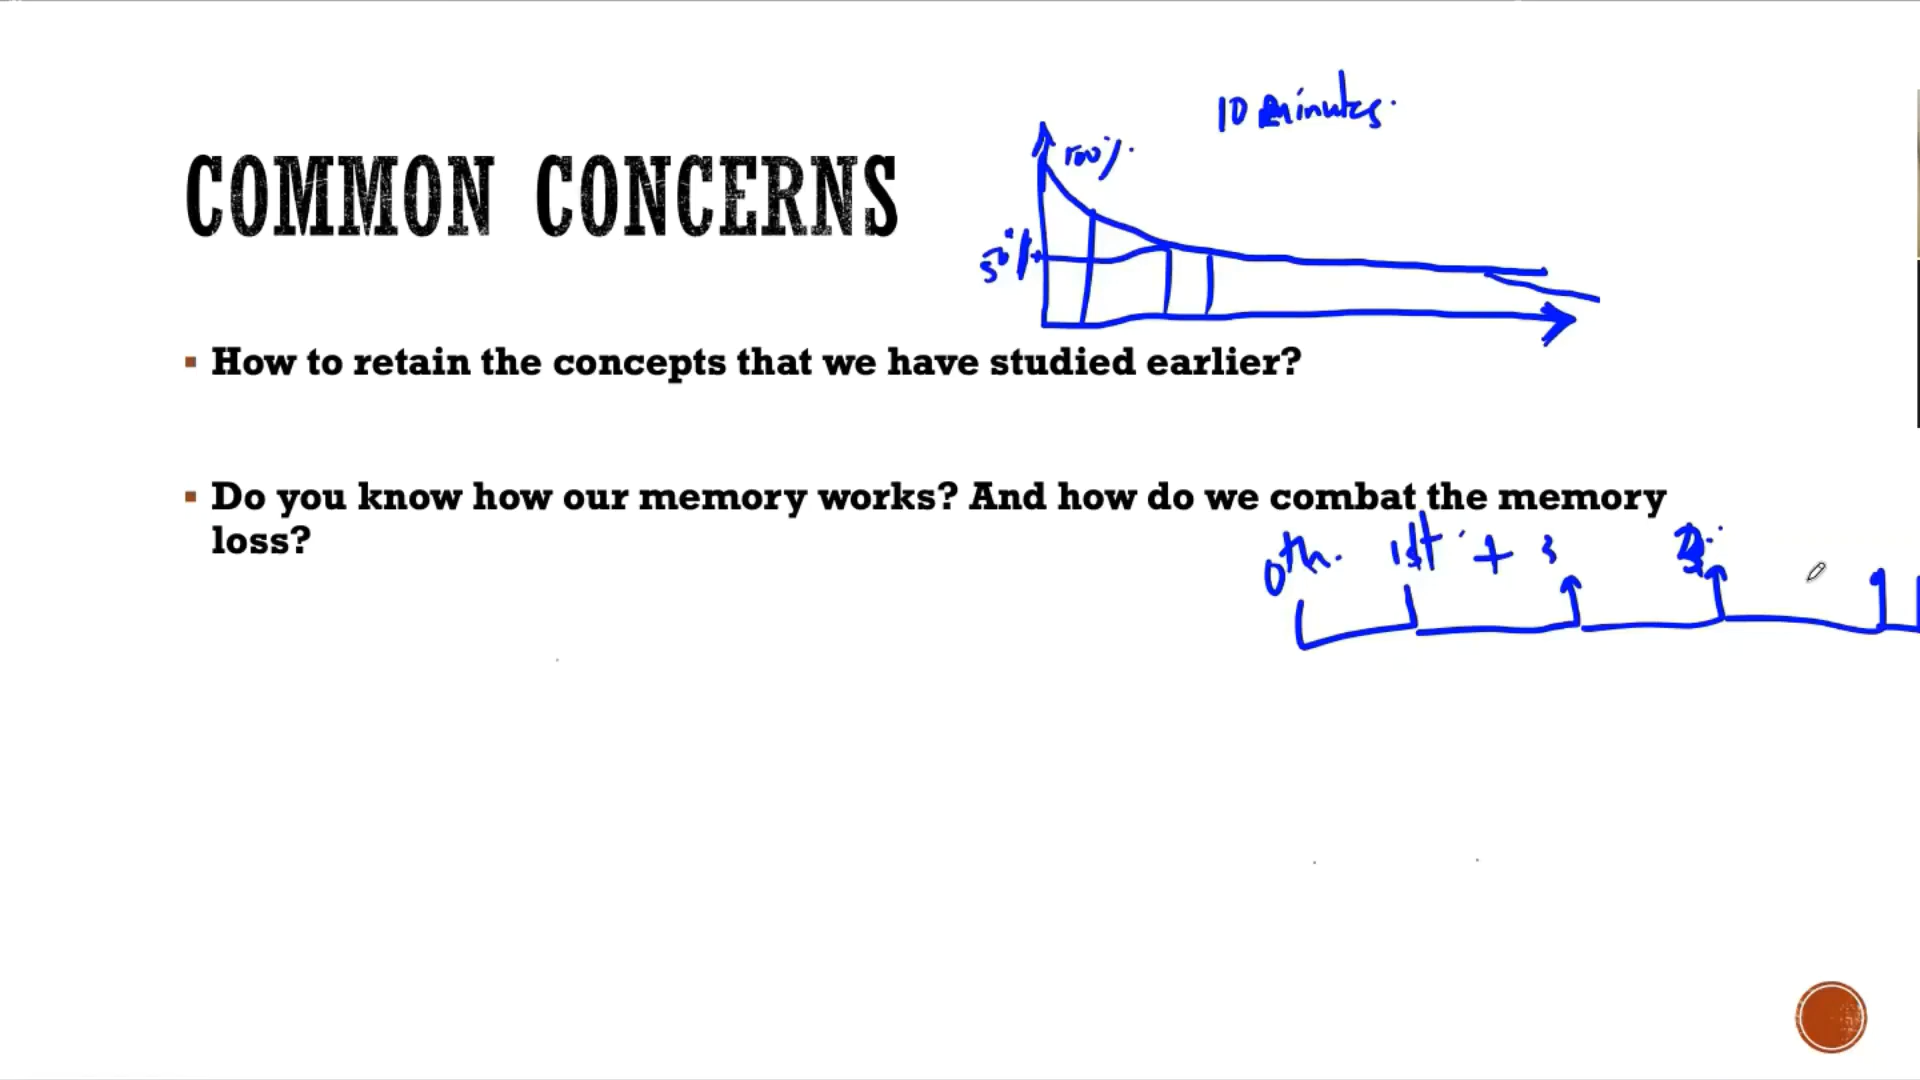 10 minutes.
100%.
COMMON CONCERNS
50%
How to retain the concepts that we have studied earlier?
Do you know how our memory works? And how do we combat the memory
loss?
0th. 1st + 3